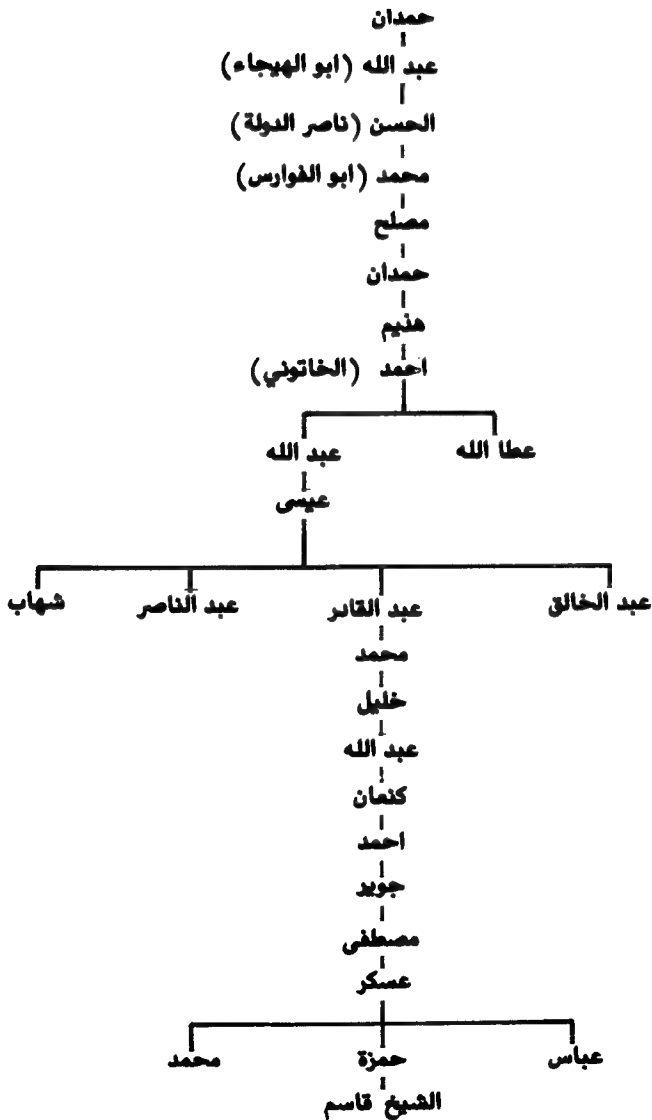 حمدان
عبد الله (ابو الهيجاء)
الحسن (ناصر الدولة)
محمد (ابو الفوارس)
مصلح
حمدان
هنيم
احمد (الخاتوني)
عطا الله عبد الله
عيسى
عبد الخالق عبد القادر عبد الناصر شهاب
محمد
خليل
عبد الله
كنعان
احمد
جوير
مصطفى
عسكر
عباس حمزة محمد
الشيخ قاسم